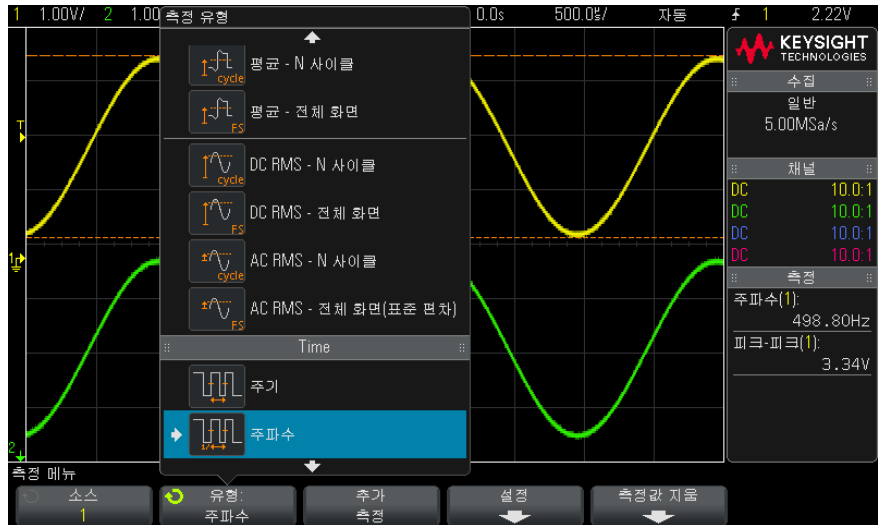 1 1.00V/ 2 1.00 0.0s 500.0㎲/ 자동 1 2.22V
측정 유형
평균 - N 사이클
cycle
평균 - 전체 화면
FS
DC RMS - N 사이클
cycle
DC RMS - 전체 화면
FS
AC RMS - N 사이클
cycle
AC RMS - 전체 화면(표준 편차)
FS
Time
주기
주파수
1/
T
1
2
KEYSIGHT
TECHNOLOGIES
수집
일반
5.00MSa/s
채널
DC 10.0:1
DC 10.0:1
DC 10.0:1
DC 10.0:1
측정
주파수(1):
498.80Hz
피크-피크(1):
3.34V
측정 메뉴
소스
1
유형:
주파수
추가
측정
설정
측정값 지움